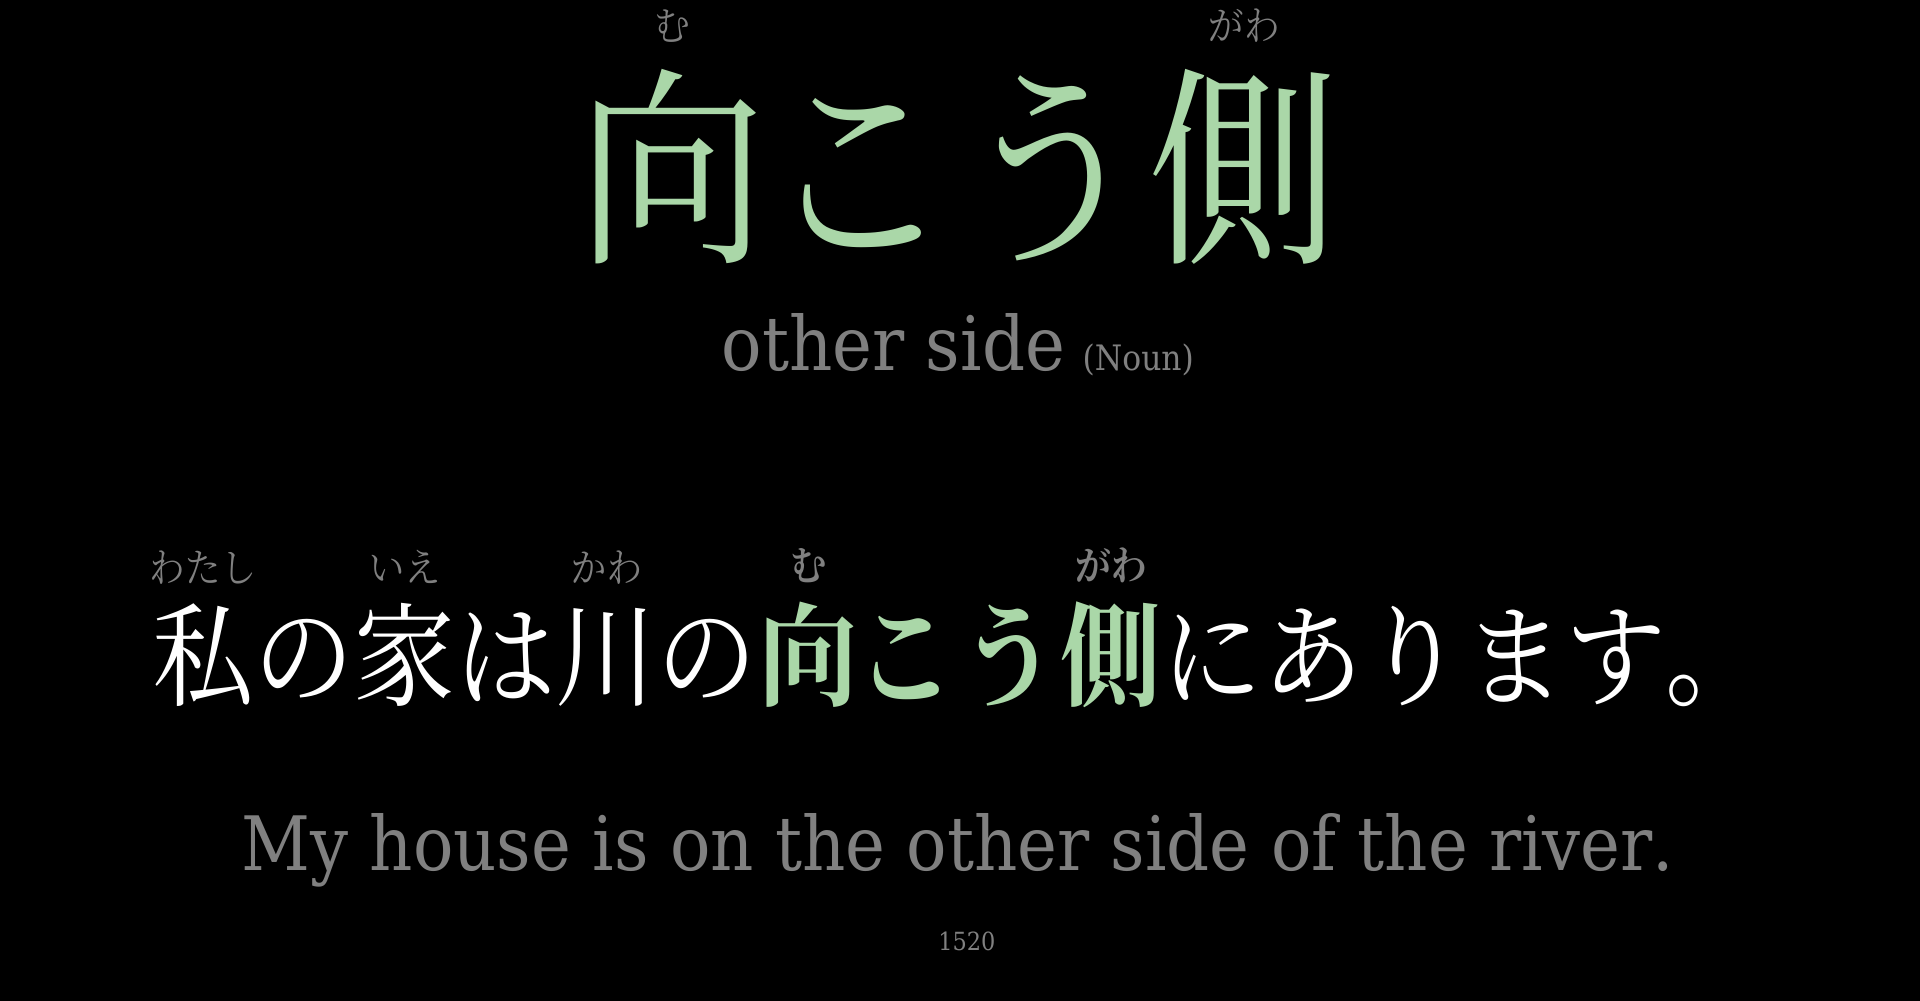 む がわ
向こう側
other side (Noun)
わたし いえ かわ む がわ
私の家は川の向こう側にあります。
My house is on the other side of the river.
1520